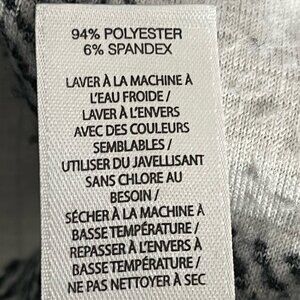 94% POLYESTER
6% SPANDEX
LAVER À LA MACHINE À
L'EAU FROIDE /
LAVER À L'ENVERS
AVEC DES COULEURS
SEMBLABLES /
UTILISER DU JAVELLISANT
SANS CHLORE AU
BESOIN /
SÉCHER À LA MACHINE À
BASSE TEMPÉRATURE /
REPASSER À L'ENVERS À
BASSE TEMPÉRATURE /
NE PAS NETTOYER À SEC